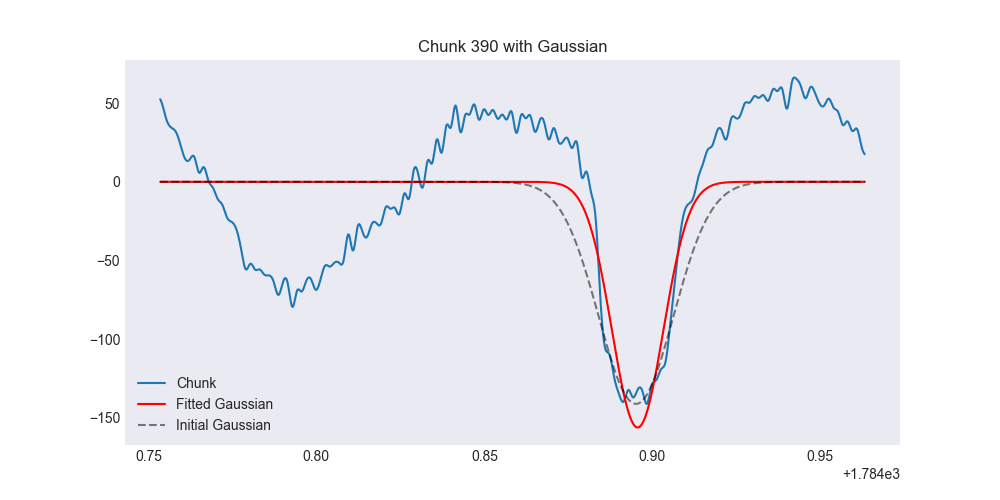 Chunk 390 with Gaussian
50
0
−50
−100
−150
Chunk
Fitted Gaussian
Initial Gaussian
0.75 0.80 0.85 0.90 0.95
+1.784e3